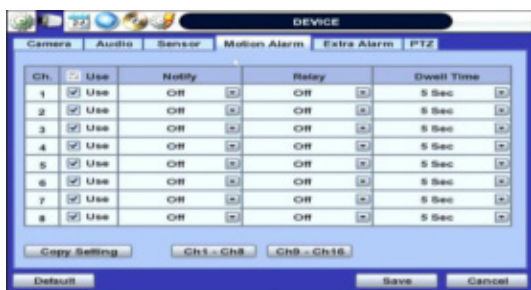 DEVICE
Camera Audio Sensor Motion Alarm Extra Alarm PTZ
Ch. Use Notify Relay Dwell Time
1 Use Off Off 5 Sec
2 Use Off Off 5 Sec
3 Use Off Off 5 Sec
4 Use Off Off 5 Sec
5 Use Off Off 5 Sec
6 Use Off Off 5 Sec
7 Use Off Off 5 Sec
8 Use Off Off 5 Sec
Copy Setting Ch1 - Ch8 Ch9 - Ch16
Default Save Cancel